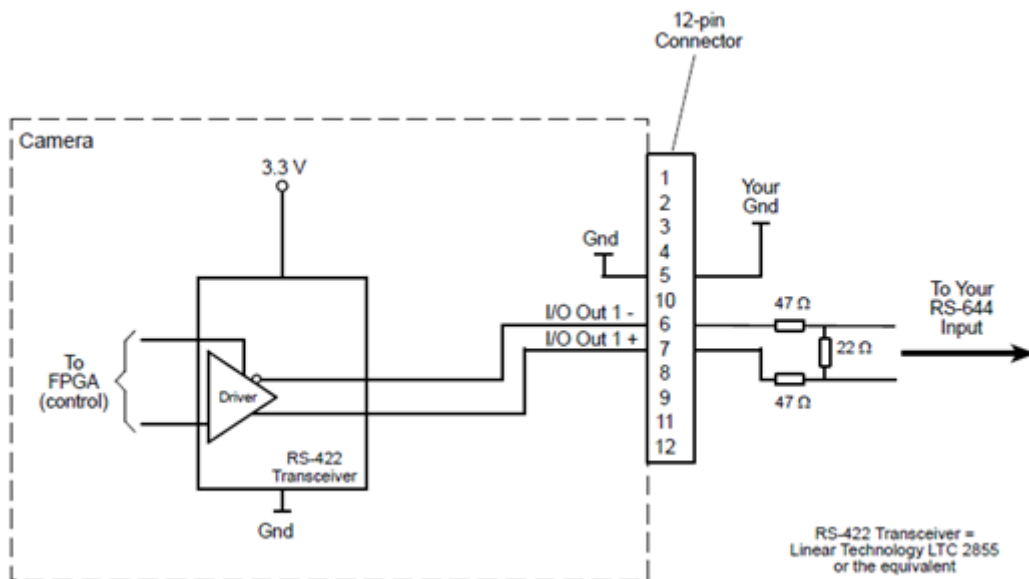 12-pin
Connector
Camera
3.3 V
1
2
3
4
5
10
6
7
8
9
11
12
Your
Gnd
Gnd
I/O Out 1 -
I/O Out 1 +
47 Ω
22 Ω
47 Ω
To Your
RS-644
Input
To
FPGA
(control)
Driver
RS-422
Transceiver
Gnd
RS-422 Transceiver =
Linear Technology LTC 2855
or the equivalent